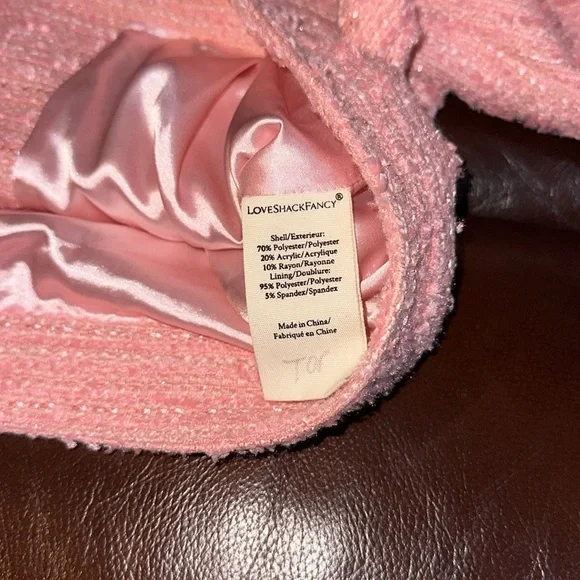 LOVESHACKFANCY®
Shell/Exterieur:
70% Polyester/Polyester
20% Acrylic/Acrylique
10% Rayon/Rayonne
Lining/Doublure:
95% Polyester/Polyester
5% Spandex/Spandex
Made in China/
Fabriqué en Chine